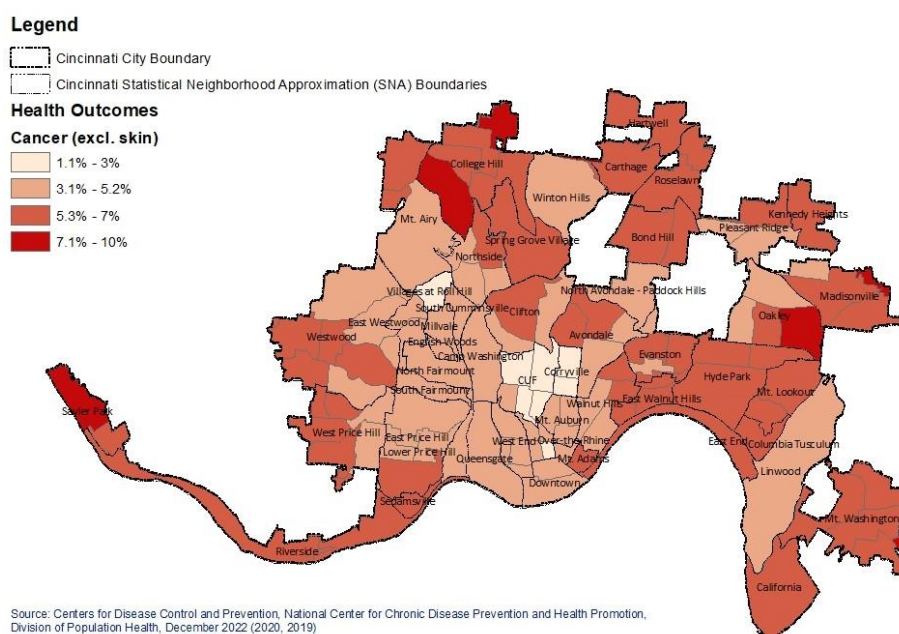 Legend
Cincinnati City Boundary
Cincinnati Statistical Neighborhood Approximation (SNA) Boundaries
Health Outcomes
Cancer (excl. skin)
1.1% - 3%
3.1% - 5.2%
5.3% - 7%
7.1% - 10%
Hartwell
College Hill
Carthage
Roselawn
Winton Hills
Mt. Airy
Kennedy Heights
Pleasant Ridge
Bond Hill
Spring Grove Village
Northside
Villages at Roll Hill
North Avondale - Paddock Hills
Madisonville
South Cumminsville
Clifton
Oakley
East Westwood
Millvale
Westwood
Avondale
English Woods
Camp Washington
Evanston
North Fairmount
CUF
Corryville
Hyde Park
South Fairmount
Mt. Lookout
Sayler Park
Walnut Hills
East Walnut Hills
Mt. Auburn
West Price Hill
East Price Hill
West End
Over-the-Rhine
East End
Columbia Tusculum
Lower Price Hill
Queensgate
Mt. Adams
Linwood
Downtown
Sedamsville
Mt. Washington
Riverside
California
Source: Centers for Disease Control and Prevention, National Center for Chronic Disease Prevention and Health Promotion,
Division of Population Health, December 2022 (2020, 2019)